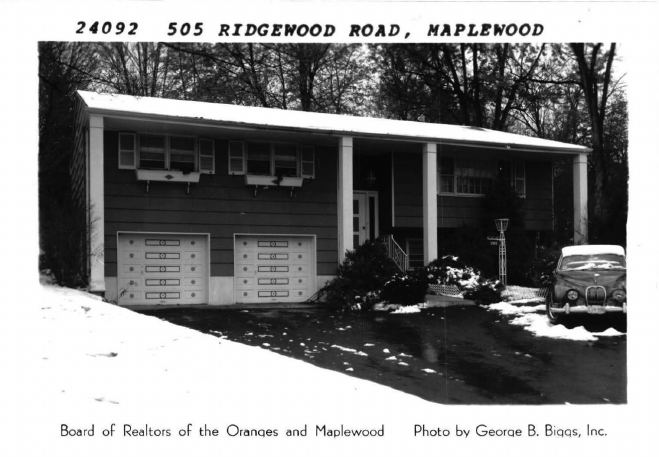 24092 505 RIDGEWOOD ROAD, MAPLEWOOD
Board of Realtors of the Oranges and Maplewood Photo by George B. Biggs, Inc.